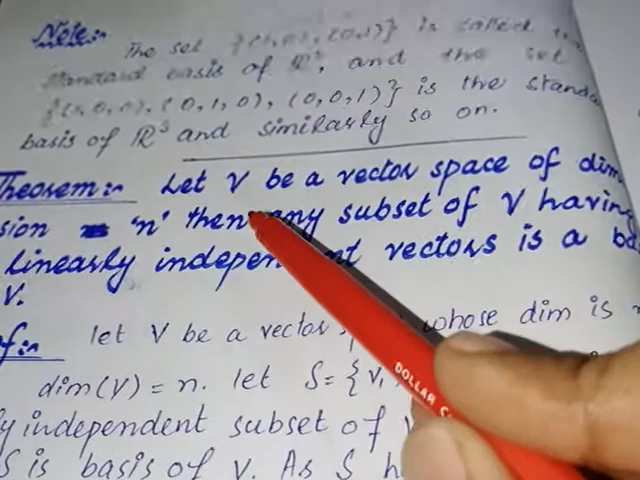 Note:-
The set {(1,0), (0,1)} is called
standard basis of R², and the set
{(1,0,0), (0,1,0), (0,0,1)} is the standa
basis of R³ and similarly so on.
Theorem:- Let V be a vector space of dim
sion 'n' then any subset of V having
linearly independent vectors is a ba
V.
f:- let V be a vector whose dim is
dim(V) = n. let S = {V₁,
y independent subset of
S is basis of V. As S h
DOLLAR